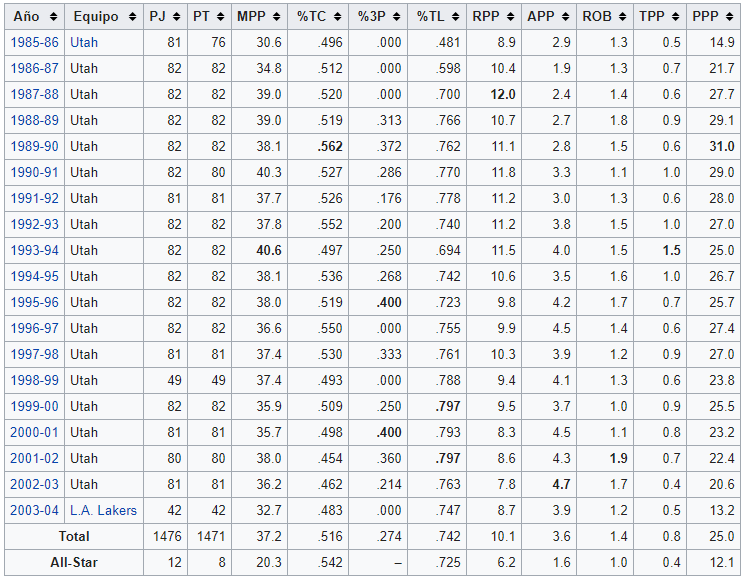 Año Equipo PJ PT MPP %TC %3P %TL RPP APP ROB TPP PPP
1985-86 Utah 81 76 30.6 .496 .000 .481 8.9 2.9 1.3 0.5 14.9
1986-87 Utah 82 82 34.8 .512 .000 .598 10.4 1.9 1.3 0.7 21.7
1987-88 Utah 82 82 39.0 .520 .000 .700 12.0 2.4 1.4 0.6 27.7
1988-89 Utah 82 82 39.0 .519 .313 .766 10.7 2.7 1.8 0.9 29.1
1989-90 Utah 82 82 38.1 .562 .372 .762 11.1 2.8 1.5 0.6 31.0
1990-91 Utah 82 80 40.3 .527 .286 .770 11.8 3.3 1.1 1.0 29.0
1991-92 Utah 81 81 37.7 .526 .176 .778 11.2 3.0 1.3 0.6 28.0
1992-93 Utah 82 82 37.8 .552 .200 .740 11.2 3.8 1.5 1.0 27.0
1993-94 Utah 82 82 40.6 .497 .250 .694 11.5 4.0 1.5 1.5 25.0
1994-95 Utah 82 82 38.1 .536 .268 .742 10.6 3.5 1.6 1.0 26.7
1995-96 Utah 82 82 38.0 .519 .400 .723 9.8 4.2 1.7 0.7 25.7
1996-97 Utah 82 82 36.6 .550 .000 .755 9.9 4.5 1.4 0.6 27.4
1997-98 Utah 81 81 37.4 .530 .333 .761 10.3 3.9 1.2 0.9 27.0
1998-99 Utah 49 49 37.4 .493 .000 .788 9.4 4.1 1.3 0.6 23.8
1999-00 Utah 82 82 35.9 .509 .250 .797 9.5 3.7 1.0 0.9 25.5
2000-01 Utah 81 81 35.7 .498 .400 .793 8.3 4.5 1.1 0.8 23.2
2001-02 Utah 80 80 38.0 .454 .360 .797 8.6 4.3 1.9 0.7 22.4
2002-03 Utah 81 81 36.2 .462 .214 .763 7.8 4.7 1.7 0.4 20.6
2003-04 L.A. Lakers 42 42 32.7 .483 .000 .747 8.7 3.9 1.2 0.5 13.2
Total 1476 1471 37.2 .516 .274 .742 10.1 3.6 1.4 0.8 25.0
All-Star 12 8 20.3 .542 – .725 6.2 1.6 1.0 0.4 12.1